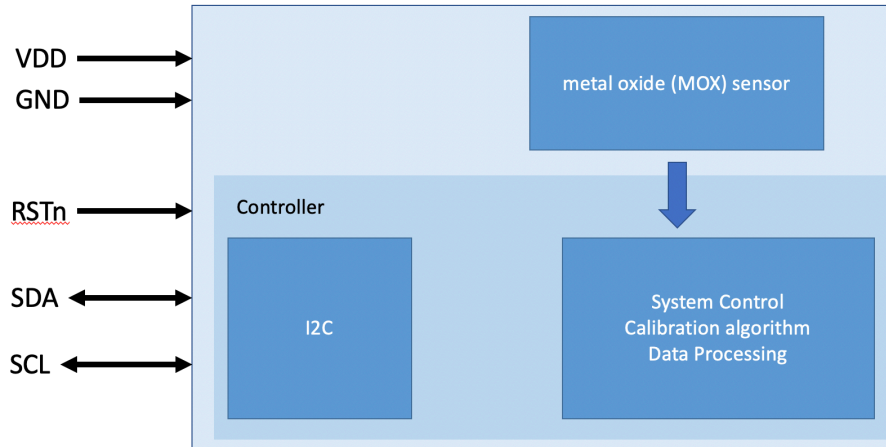 VDD
GND
RSTn
SDA
SCL
metal oxide (MOX) sensor
Controller
I2C
System Control
Calibration algorithm
Data Processing